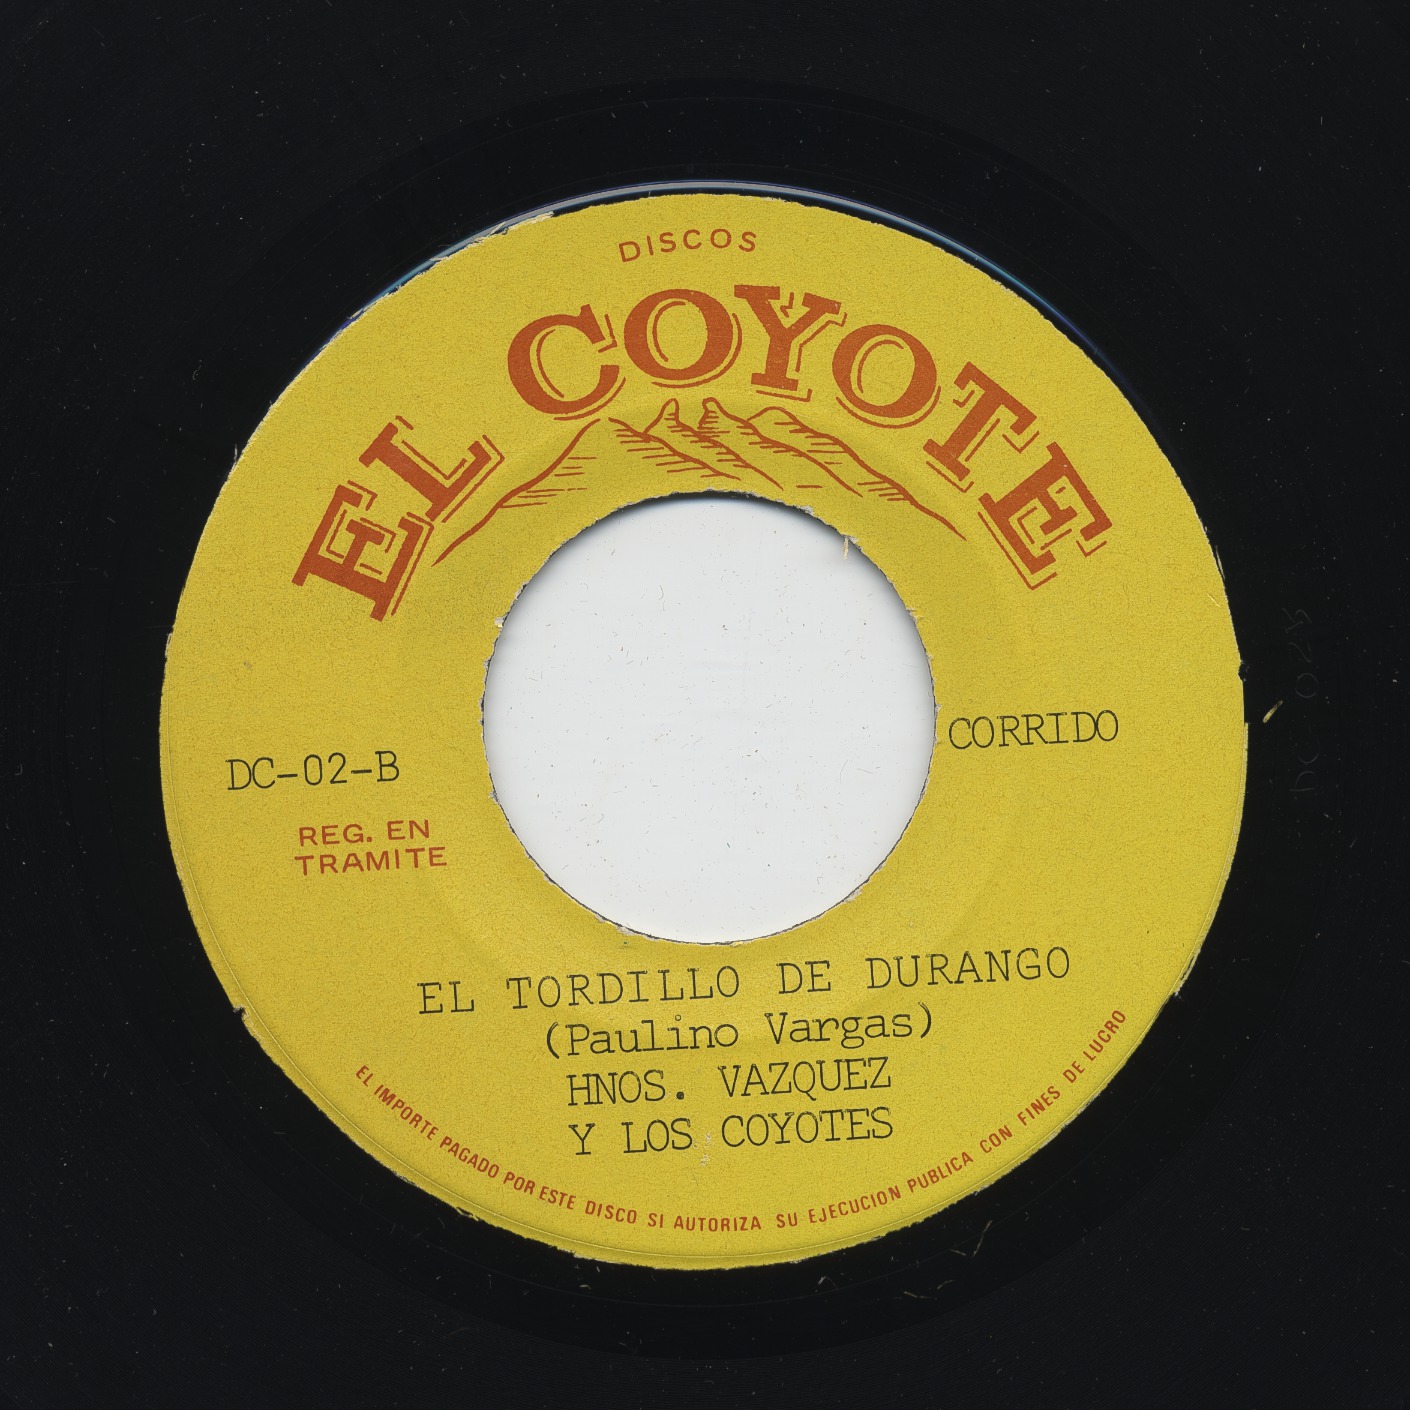 DISCOS
EL COYOTE
CORRIDO
DC-02-B
REG. EN
TRAMITE
EL TORDILLO DE DURANGO
(Paulino Vargas)
HNOS. VAZQUEZ
Y LOS COYOTES
EL IMPORTE PAGADO POR ESTE DISCO SI AUTORIZA SU EJECUCION PUBLICA CON FINES DE LUCRO